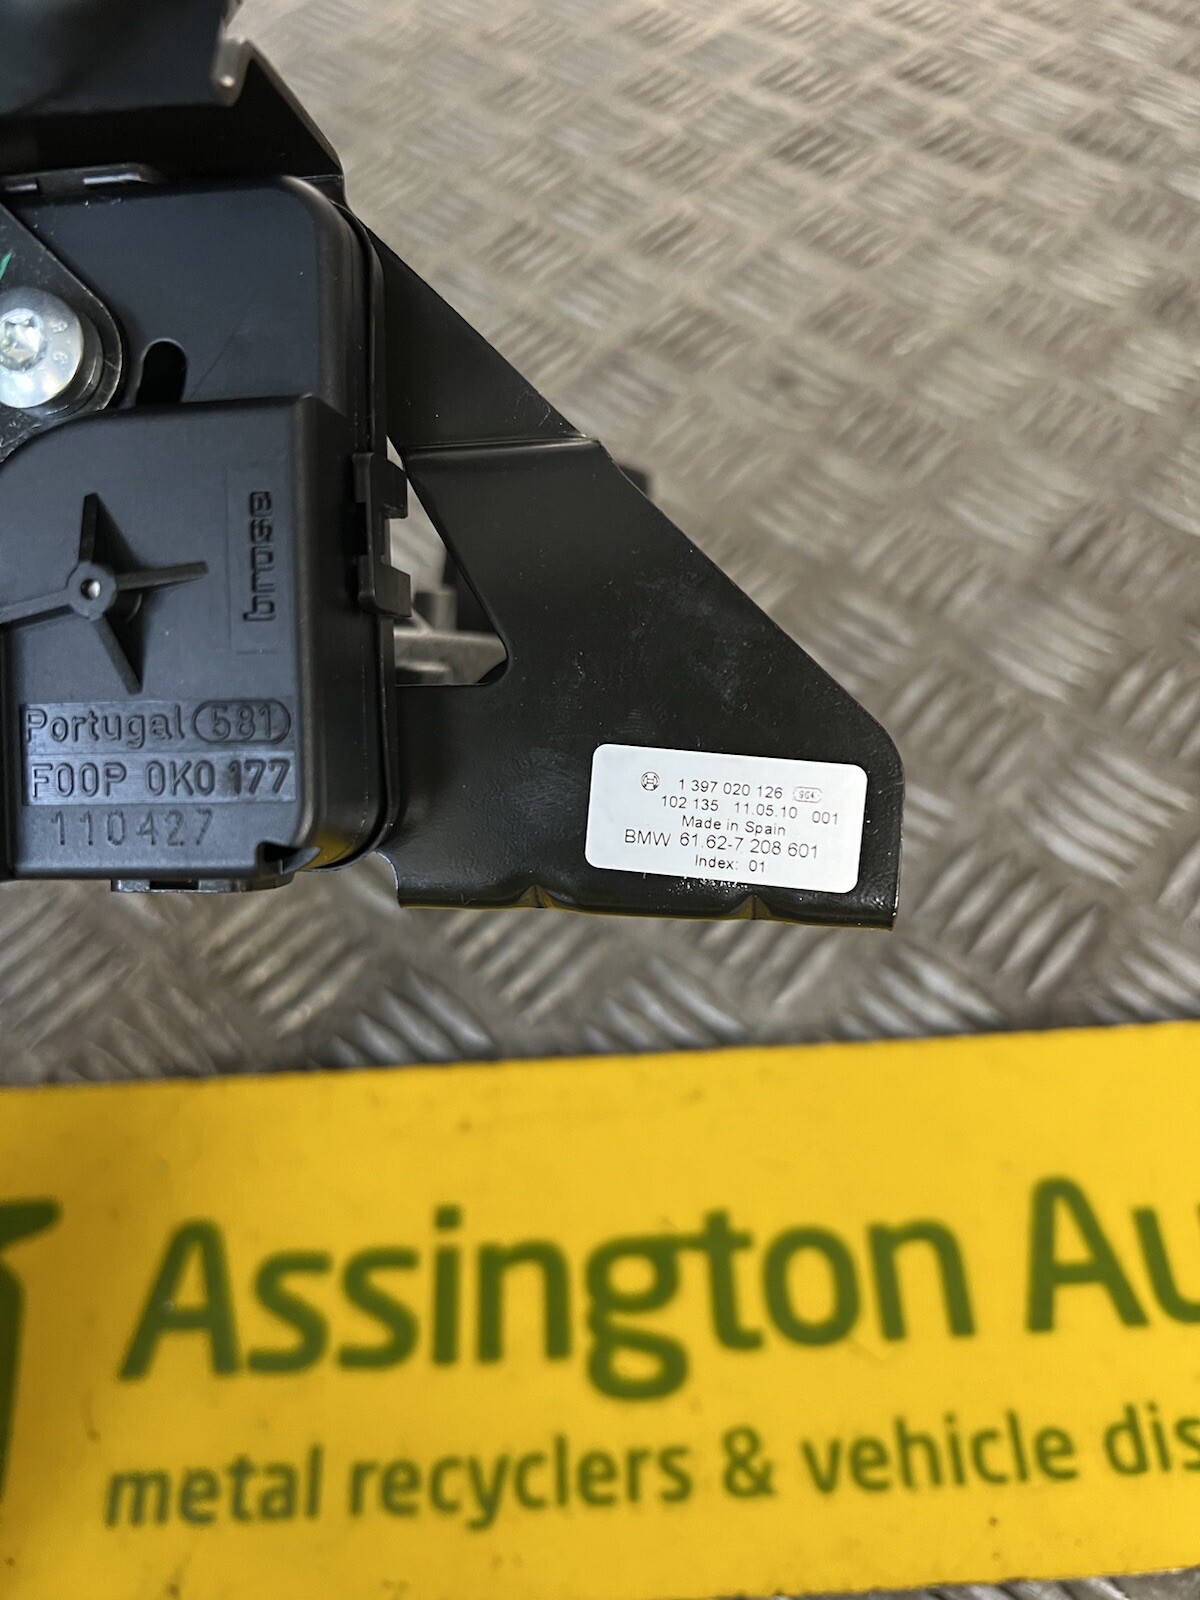 brose
Portugal 581
F00P 0K0 177
110427
1 397 020 126 904
102 135 11.05.10 001
Made in Spain
BMW 61.62-7 208 601
Index: 01
Assington Au
metal recyclers & vehicle dis